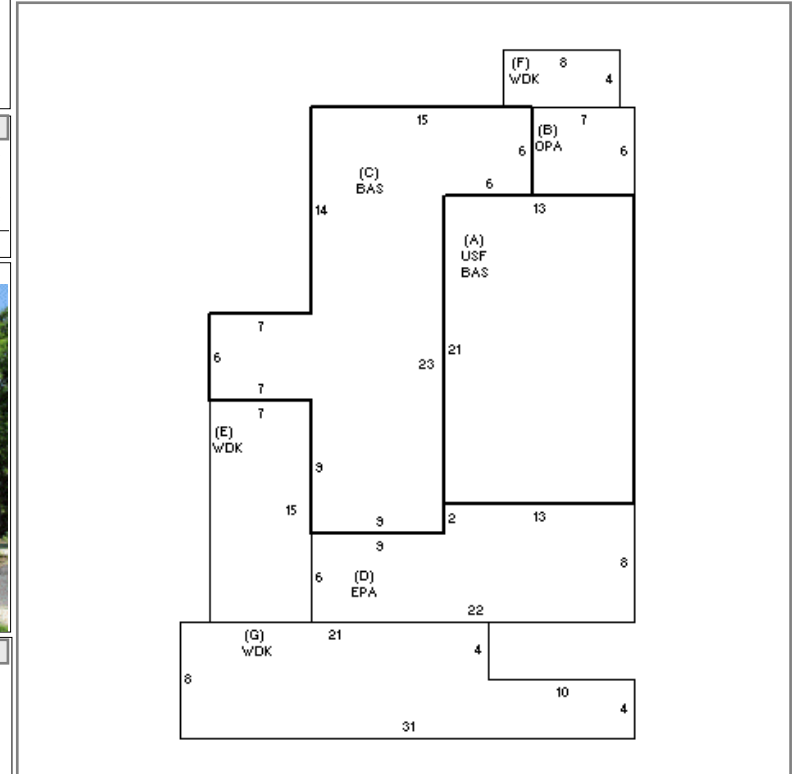 (F) 8
WDK 4
15 7
(B)
6 OPA 6
(C)
BAS 6
14 13
(A)
USF
BAS
7
6 23 21
7
7
(E)
WDK
9
15
9 2 13
9
6 (D) 8
EPA
22
(G) 21
WDK 4
8
10
4
31